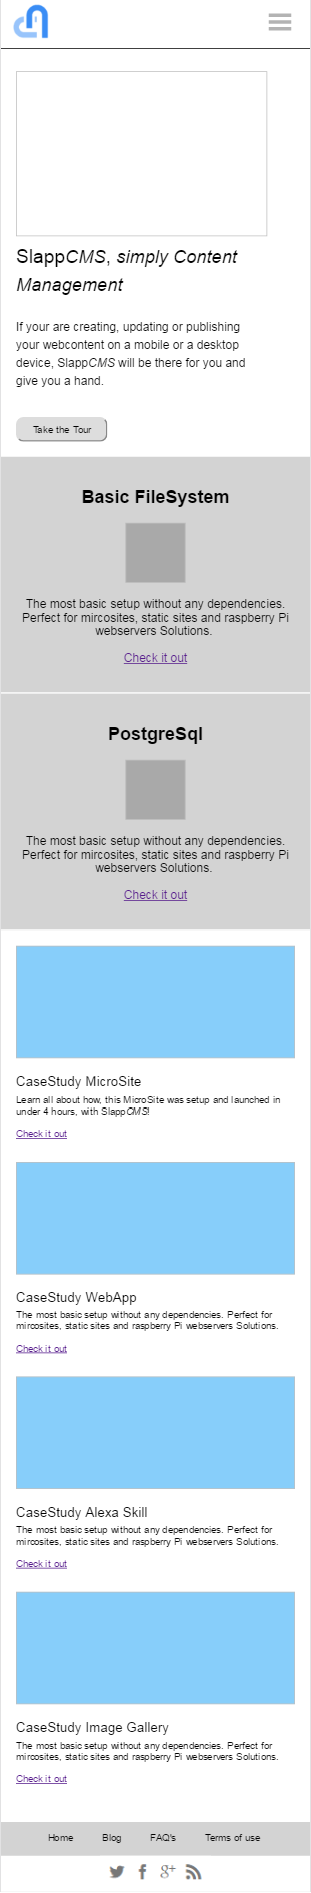 SlappCMS, simply Content
Management
If your are creating, updating or publishing
your webcontent on a mobile or a desktop
device, SlappCMS will be there for you and
give you a hand.
Take the Tour
Basic FileSystem
The most basic setup without any dependencies.
Perfect for mircosites, static sites and raspberry Pi
webservers Solutions.
Check it out
PostgreSql
The most basic setup without any dependencies.
Perfect for mircosites, static sites and raspberry Pi
webservers Solutions.
Check it out
CaseStudy MicroSite
Learn all about how, this MicroSite was setup and launched in
under 4 hours, with SlappCMS!
Check it out
CaseStudy WebApp
The most basic setup without any dependencies. Perfect for
mircosites, static sites and raspberry Pi webservers Solutions.
Check it out
CaseStudy Alexa Skill
The most basic setup without any dependencies. Perfect for
mircosites, static sites and raspberry Pi webservers Solutions.
Check it out
CaseStudy Image Gallery
The most basic setup without any dependencies. Perfect for
mircosites, static sites and raspberry Pi webservers Solutions.
Check it out
Home Blog FAQ's Terms of use